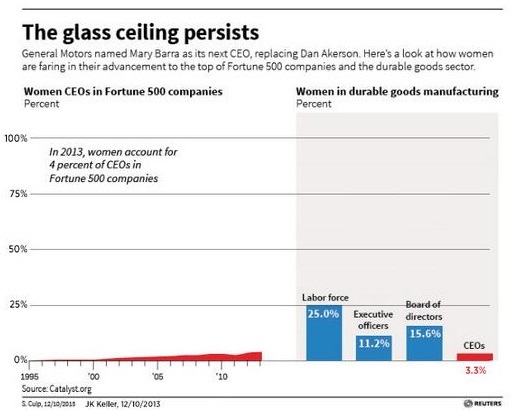 The glass ceiling persists
General Motors named Mary Barra as its next CEO, replacing Dan Akerson. Here's a look at how women
are faring in their advancement to the top of Fortune 500 companies and the durable goods sector.
Women CEOs in Fortune 500 companies
Percent
Women in durable goods manufacturing
Percent
100%
In 2013, women account for
4 percent of CEOs in
Fortune 500 companies
75%
50%
25%
0%
1995
'00
'05
'10
Labor force
25.0%
Executive
officers
11.2%
Board of
directors
15.6%
CEOs
3.3%
Source: Catalyst.org
S. Culp, 12/10/2013 JK Keller, 12/10/2013
REUTERS